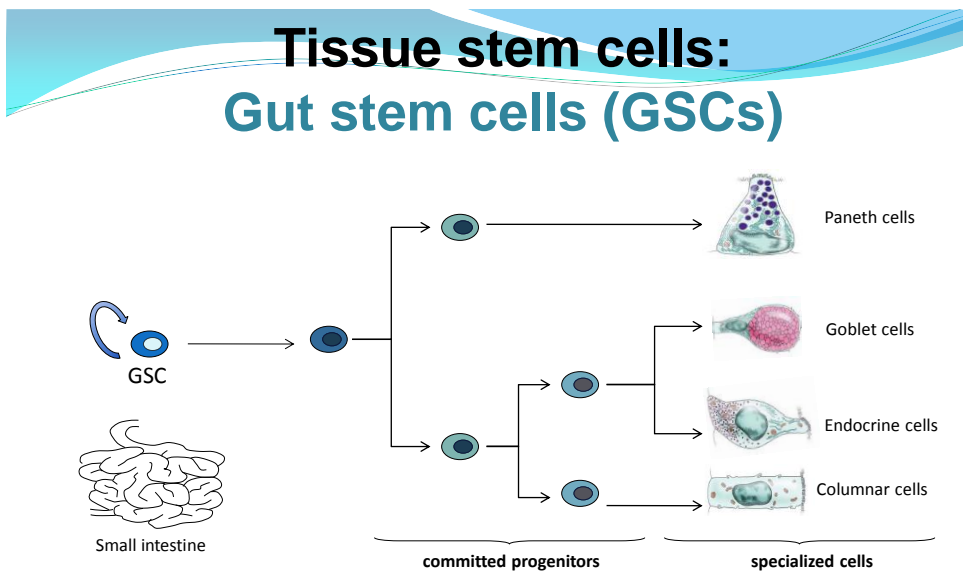 Tissue stem cells:
Gut stem cells (GSCs)
Paneth cells
Goblet cells
GSC
Endocrine cells
Columnar cells
Small intestine
committed progenitors
specialized cells